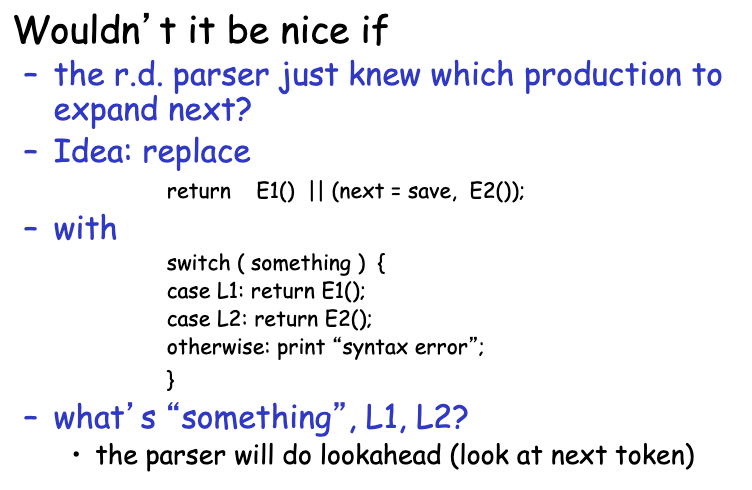 Wouldn’t it be nice if
– the r.d. parser just knew which production to
expand next?
– Idea: replace
return E1() || (next = save, E2());
– with
switch ( something ) {
case L1: return E1();
case L2: return E2();
otherwise: print “syntax error”;
}
– what’s “something”, L1, L2?
• the parser will do lookahead (look at next token)